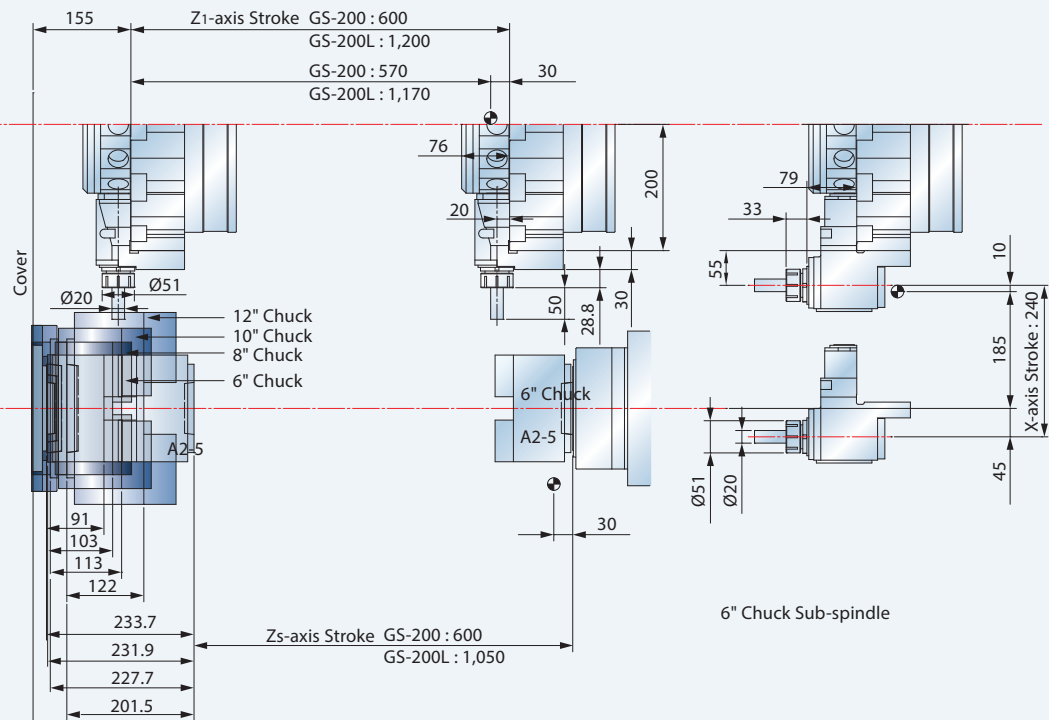 155
Z1-axis Stroke GS-200 : 600
GS-200L : 1,200
GS-200 : 570
GS-200L : 1,170
30
76
20
200
79
33
55
10
Cover
Ø20
Ø51
50
28.8
30
12" Chuck
10" Chuck
8" Chuck
6" Chuck
A2-5
6" Chuck
A2-5
185
X-axis Stroke : 240
45
Ø51
Ø20
91
103
113
122
30
233.7
231.9
227.7
201.5
Zs-axis Stroke GS-200 : 600
GS-200L : 1,050
6" Chuck Sub-spindle